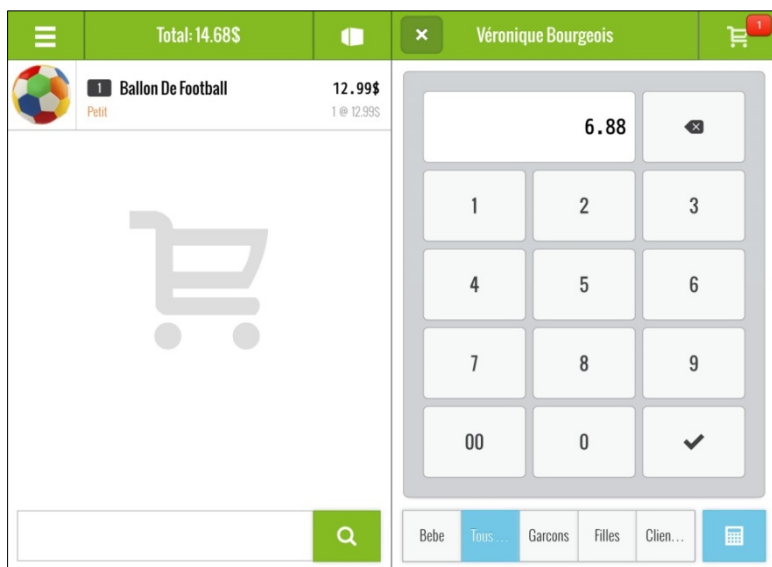 Total: 14.68$
Véronique Bourgeois
1
1 Ballon De Football 12.99$
Petit 1 @ 12.99$
6.88
1 2 3
4 5 6
7 8 9
00 0
Bebe Tous ... Garcons Filles Clien...